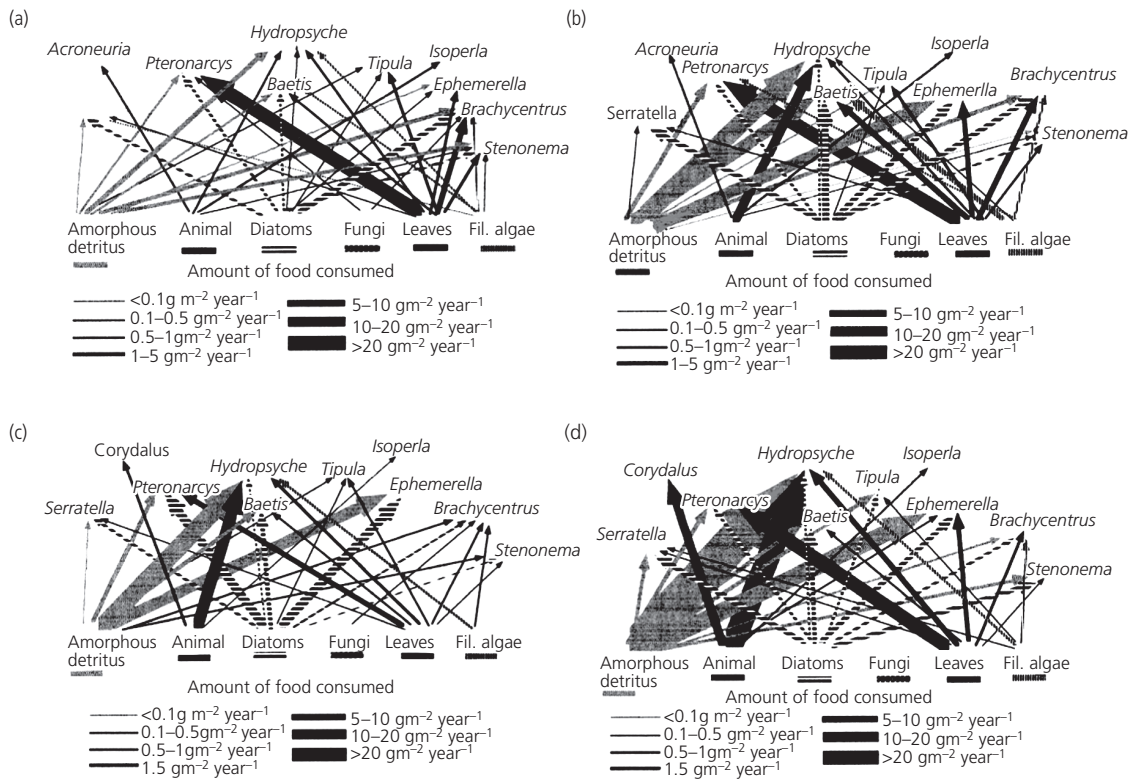 (a)
Hydropsyche
Acroneuria
Isoperla
Pteronarcys
Tipula
Baetis
Ephemerella
Brachycentrus
Stenonema
Amorphous detritus
Animal
Diatoms
Fungi
Leaves
Fil. algae
Amount of food consumed
<0.1g m⁻² year⁻¹
0.1–0.5 gm⁻² year⁻¹
0.5–1gm⁻² year⁻¹
1–5 gm⁻² year⁻¹
5–10 gm⁻² year⁻¹
10–20 gm⁻² year⁻¹
>20 gm⁻² year⁻¹
(b)
Hydropsyche
Acroneuria
Isoperla
Petronarcys
Tipula
Baetis
Ephemerlla
Brachycentrus
Serratella
Stenonema
Amorphous detritus
Animal
Diatoms
Fungi
Leaves
Fil. algae
Amount of food consumed
<0.1g m⁻² year⁻¹
0.1–0.5 gm⁻² year⁻¹
0.5–1gm⁻² year⁻¹
1–5 gm⁻² year⁻¹
5–10 gm⁻² year⁻¹
10–20 gm⁻² year⁻¹
>20 gm⁻² year⁻¹
(c)
Corydalus
Isoperla
Hydropsyche
Tipula
Pteronarcys
Ephemerella
Serratella
Baetis
Brachycentrus
Stenonema
Amorphous detritus
Animal
Diatoms
Fungi
Leaves
Fil. algae
Amount of food consumed
<0.1g m⁻² year⁻¹
0.1–0.5gm⁻² year⁻¹
0.5–1gm⁻² year⁻¹
1.5 gm⁻² year⁻¹
5–10 gm⁻² year⁻¹
10–20 gm⁻² year⁻¹
>20 gm⁻² year⁻¹
(d)
Hydropsyche
Corydalus
Isoperla
Tipula
Pteronarcys
Ephemerella
Baetis
Brachycentrus
Serratella
Stenonema
Amorphous detritus
Animal
Diatoms
Fungi
Leaves
Fil. algae
Amount of food consumed
<0.1g m⁻² year⁻¹
0.1–0.5 gm⁻² year⁻¹
0.5–1gm⁻² year⁻¹
1.5 gm⁻² year⁻¹
5–10 gm⁻² year⁻¹
10–20 gm⁻² year⁻¹
>20 gm⁻² year⁻¹